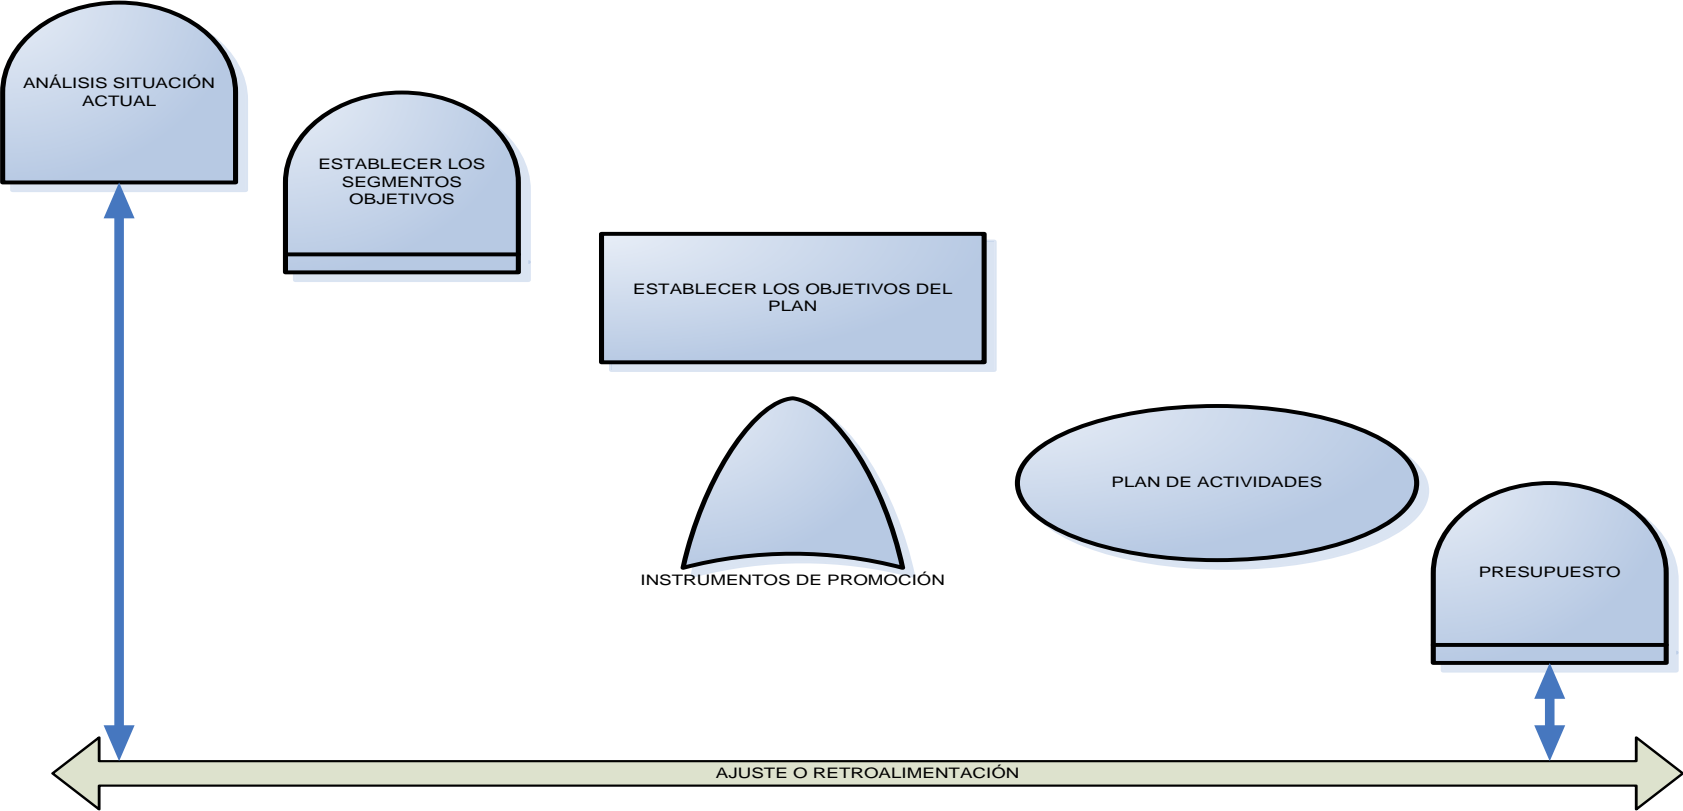 ANÁLISIS SITUACIÓN
ACTUAL
ESTABLECER LOS
SEGMENTOS
OBJETIVOS
ESTABLECER LOS OBJETIVOS DEL
PLAN
INSTRUMENTOS DE PROMOCIÓN
PLAN DE ACTIVIDADES
PRESUPUESTO
AJUSTE O RETROALIMENTACIÓN